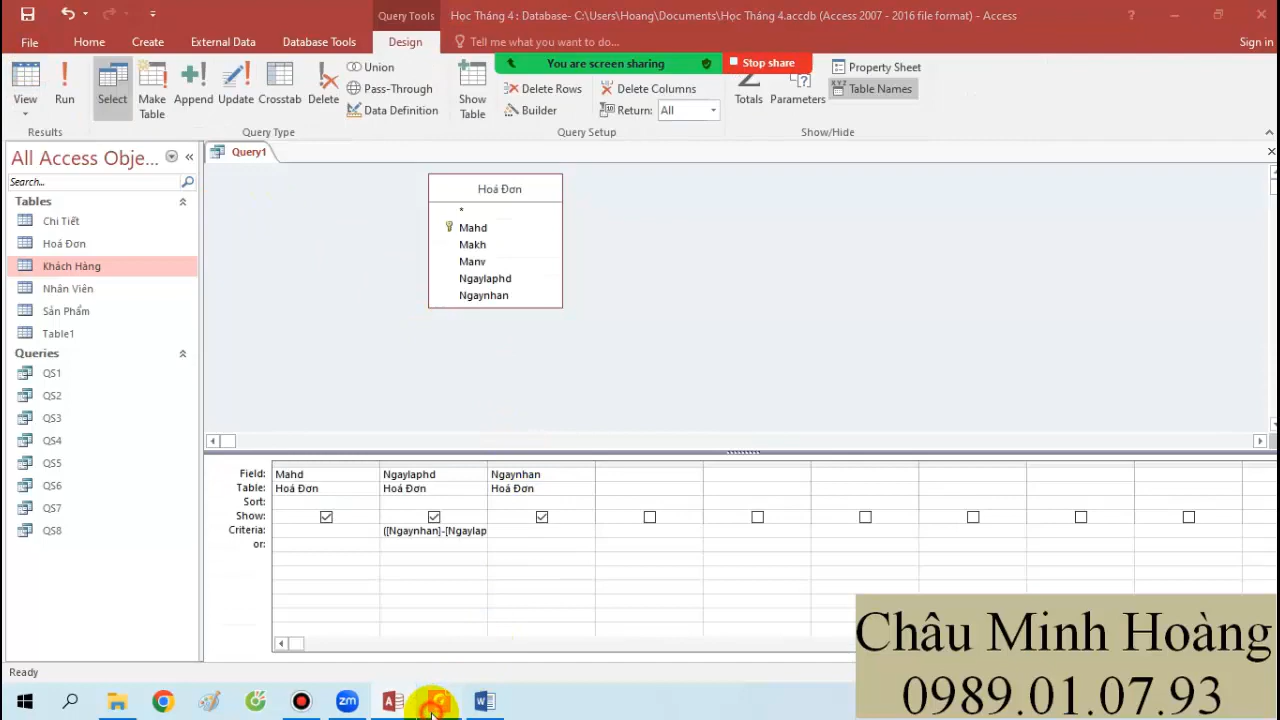 Query Tools
Học Tháng 4 : Database- C:\Users\Hoang\Documents\Học Tháng 4.accdb (Access 2007 - 2016 file format) - Access
File Home Create External Data Database Tools Design Tell me what you want to do... Sign in
You are screen sharing Stop share
View Run Select Make Table Append Update Crosstab Delete
Union
Pass-Through
Data Definition
Show Table
Delete Rows
Builder
Delete Columns
Return: All
Totals Parameters
Property Sheet
Table Names
Results Query Type Query Setup Show/Hide
All Access Obje...
Search...
Tables
Chi Tiết
Hoá Đơn
Khách Hàng
Nhân Viên
Sản Phẩm
Table1
Queries
QS1
QS2
QS3
QS4
QS5
QS6
QS7
QS8
Query1
Hoá Đơn
*
Mahd
Makh
Manv
Ngaylaphd
Ngaynhan
Field: Mahd Ngaylaphd Ngaynhan
Table: Hoá Đơn Hoá Đơn Hoá Đơn
Sort:
Show:
Criteria: ([Ngaynhan]-[Ngaylap
or:
Ready
Châu Minh Hoàng
0989.01.07.93